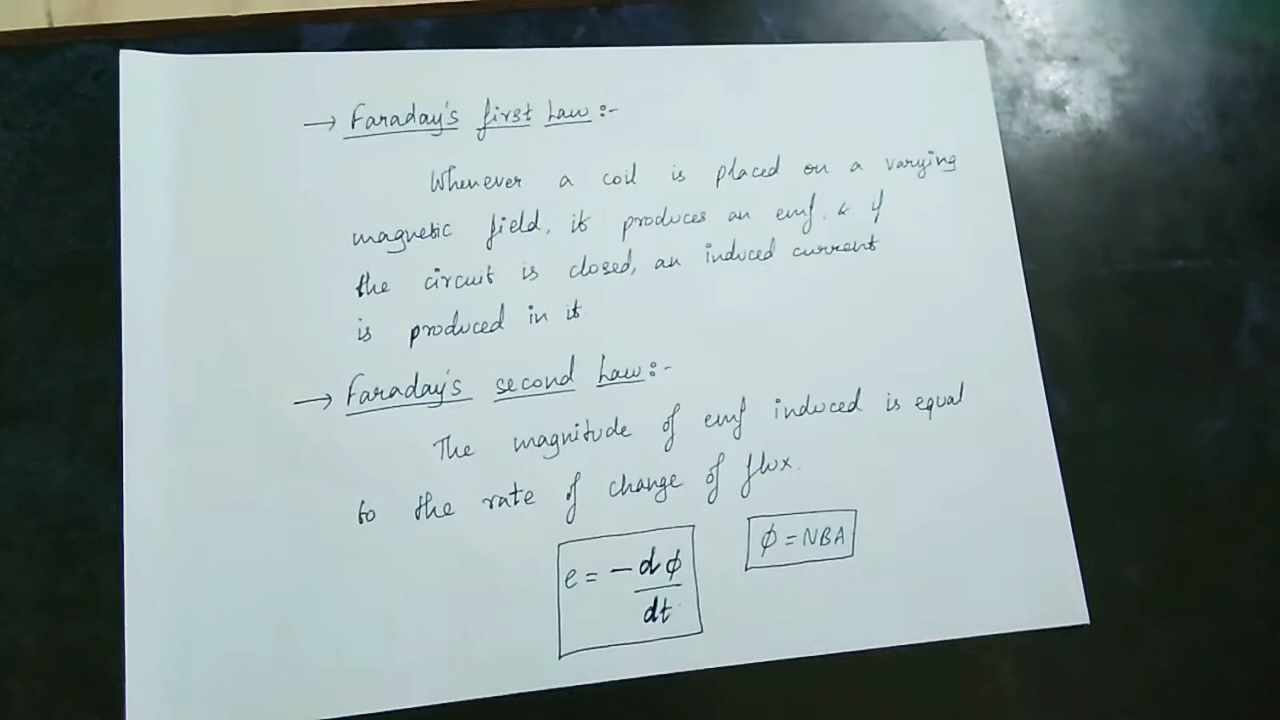 → Faraday's first Law :-
Whenever a coil is placed on a varying
magnetic field, it produces an emf. & if
the circuit is closed, an induced current
is produced in it
→ Faraday's second Law :-
The magnitude of emf induced is equal
to the rate of change of flux.
e = -dϕ/dt
ϕ = NBA